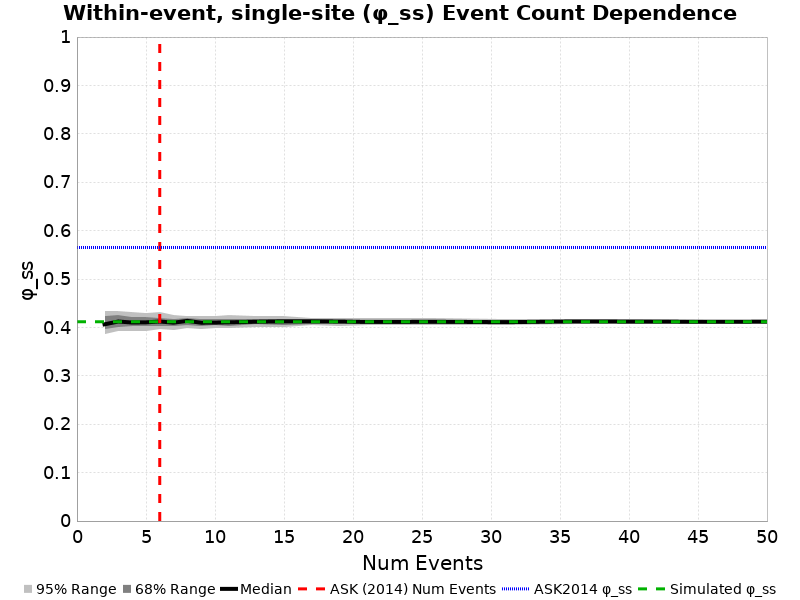 Within-event, single-site (φ_ss) Event Count Dependence
1
0.9
0.8
0.7
0.6
0.5
0.4
0.3
0.2
0.1
0
φ_ss
0 5 10 15 20 25 30 35 40 45 50
Num Events
95% Range 68% Range Median ASK (2014) Num Events ASK2014 φ_ss Simulated φ_ss